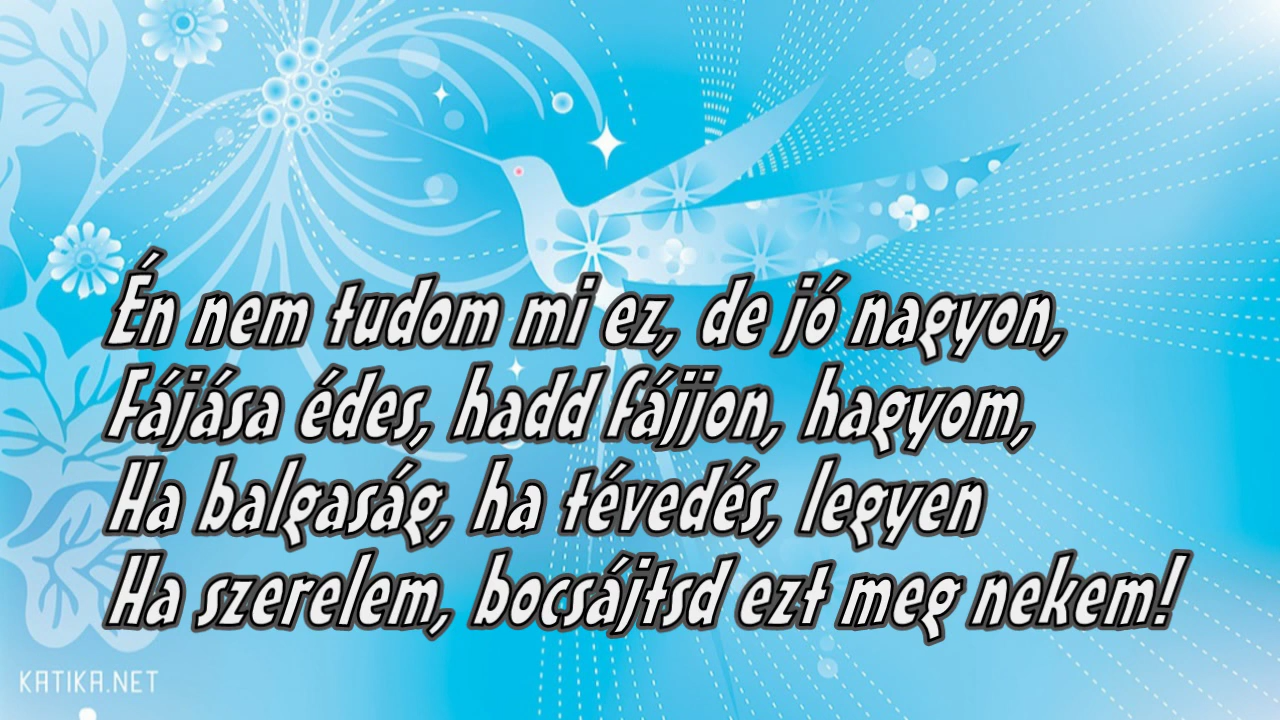 Én nem tudom mi ez, de jó nagyon,
Fájása édes, hadd fájjon, hagyom,
Ha balgaság, ha tévedés, legyen
Ha szerelem, bocsájtsd ezt meg nekem!
KATIKA.NET